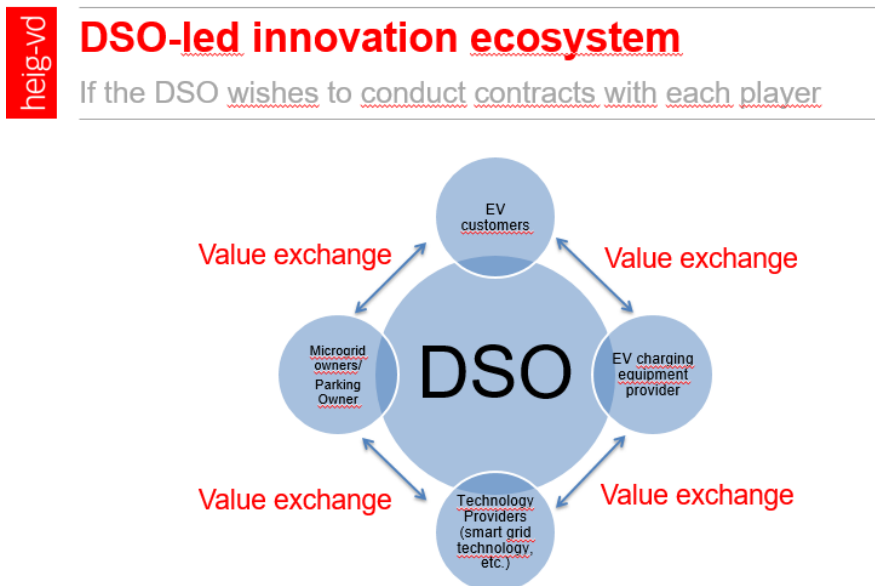 heig-vd
DSO-led innovation ecosystem
If the DSO wishes to conduct contracts with each player
EV
customers
Value exchange
Value exchange
Microgrid
owners/
Parking
Owner
DSO
EV charging
equipment
provider
Value exchange
Value exchange
Technology
Providers
(smart grid
technology,
etc.)